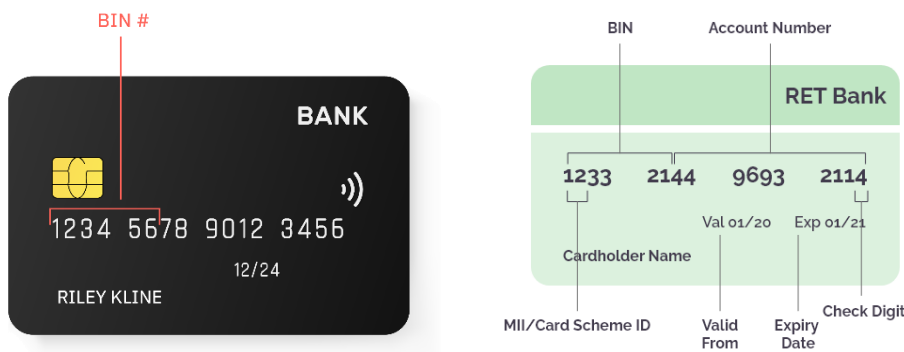 BIN #
BANK
1234 5678 9012 3456
12/24
RILEY KLINE
BIN Account Number
RET Bank
1233 2144 9693 2114
Val 01/20 Exp 01/21
Cardholder Name
MII/Card Scheme ID Valid From Expiry Date Check Digit